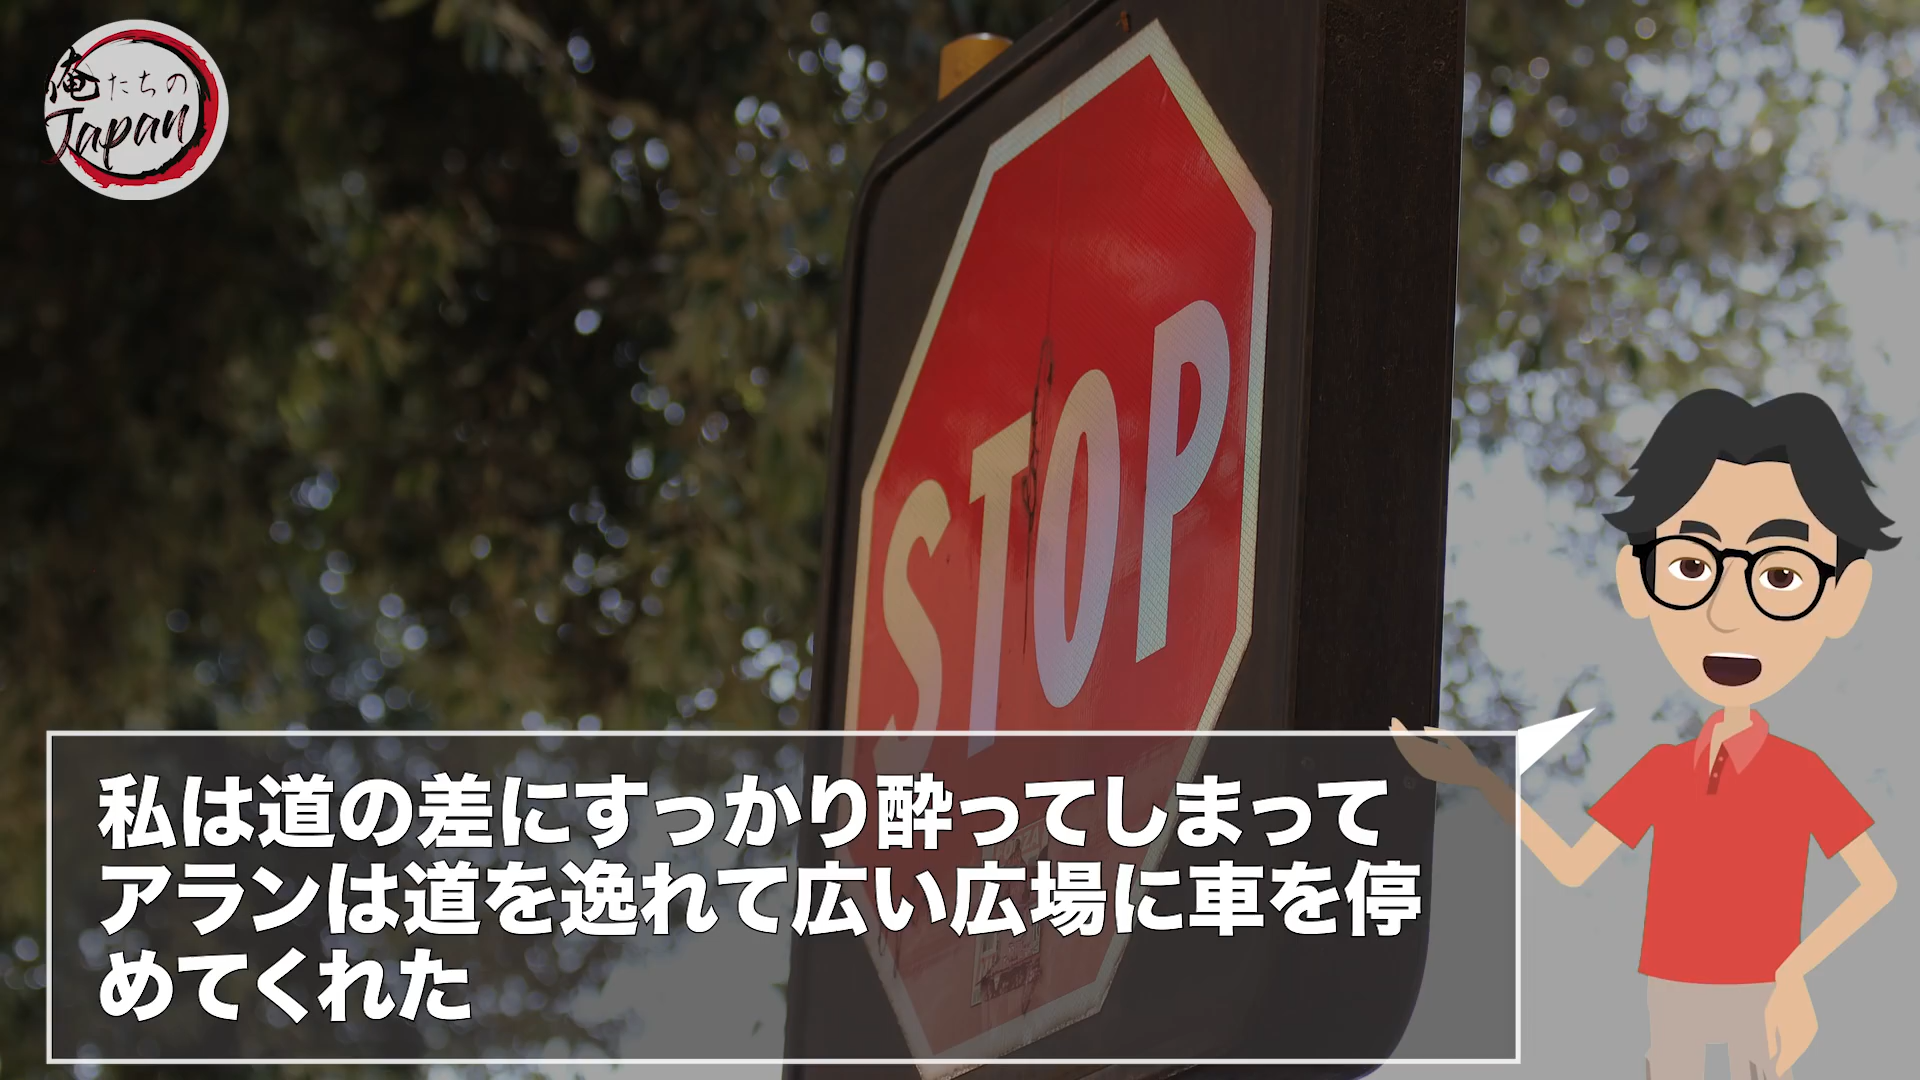 俺たちの
Japan
STOP
私は道の差にすっかり酔ってしまって
アランは道を逸れて広い広場に車を停
めてくれた